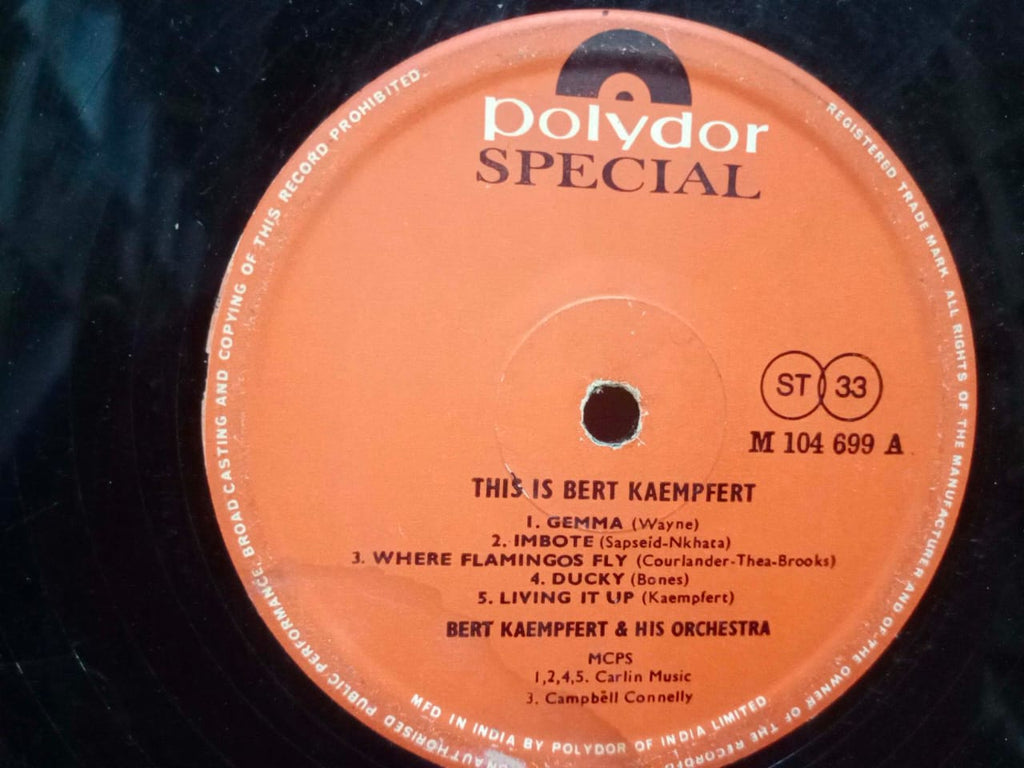 polydor
SPECIAL
ST 33
M 104 699 A
THIS IS BERT KAEMPFERT
1. GEMMA (Wayne)
2. IMBOTE (Sapseid-Nkhata)
3. WHERE FLAMINGOS FLY (Courlander-Thea-Brooks)
4. DUCKY (Bones)
5. LIVING IT UP (Kaempfert)
BERT KAEMPFERT & HIS ORCHESTRA
MCPS
1,2,4,5. Carlin Music
3. Campbell Connelly
MFD IN INDIA BY POLYDOR OF INDIA LIMITED
REGISTERED TRADE MARK. ALL RIGHTS OF THE MANUFACTURER AND OF THE OWNER OF THE RECORDED
AUTHORISED PUBLIC PERFORMANCE, BROADCASTING AND COPYING OF THIS RECORD PROHIBITED.